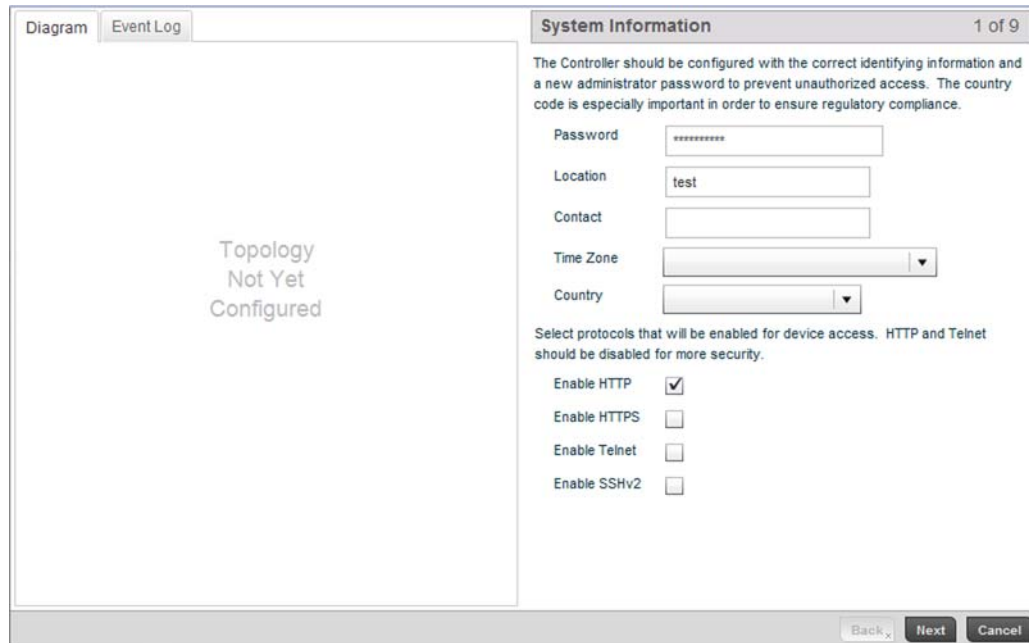 Diagram
Event Log
Topology
Not Yet
Configured
System Information 1 of 9
The Controller should be configured with the correct identifying information and
a new administrator password to prevent unauthorized access. The country
code is especially important in order to ensure regulatory compliance.
Password **********
Location test
Contact
Time Zone
Country
Select protocols that will be enabled for device access. HTTP and Telnet
should be disabled for more security.
Enable HTTP
Enable HTTPS
Enable Telnet
Enable SSHv2
Back Next Cancel